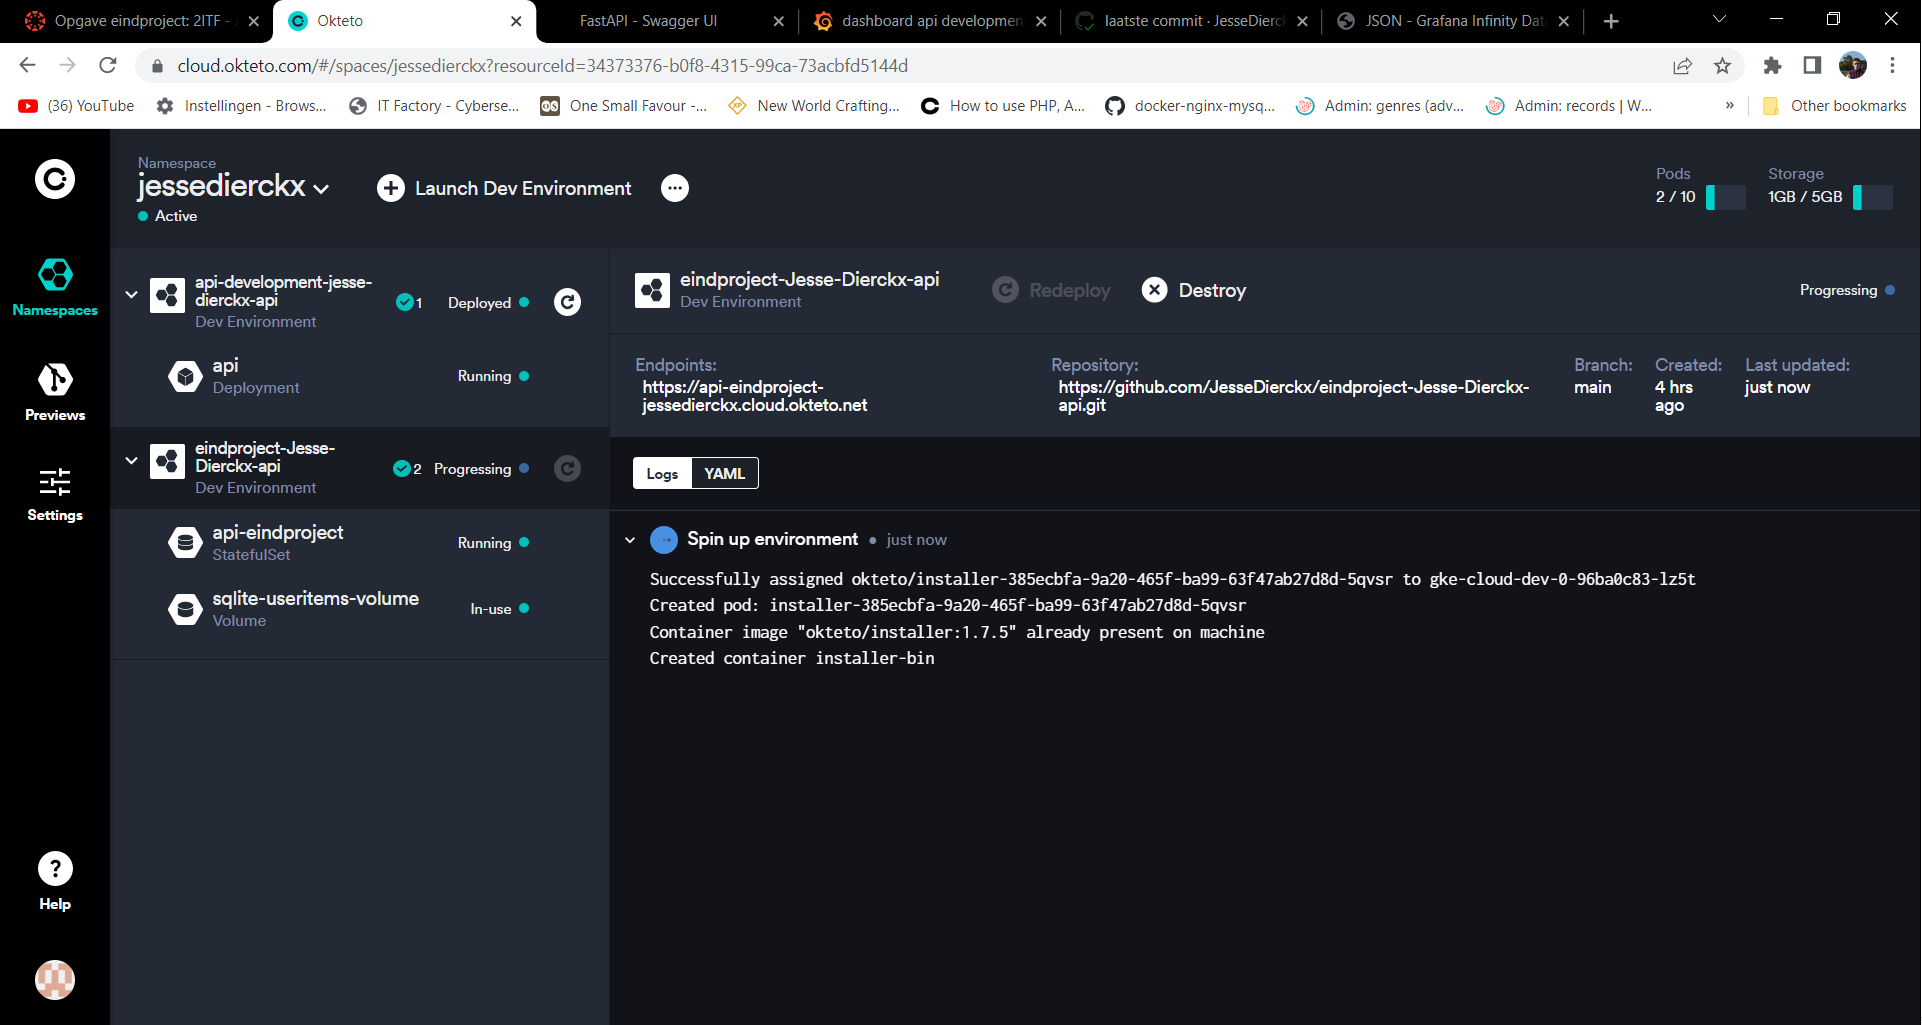 Opgave eindproject: 2ITF -
Okteto
FastAPI - Swagger UI
dashboard api developmen
laatste commit · JesseDierck
JSON - Grafana Infinity Dat
cloud.okteto.com/#/spaces/jessedierckx?resourceId=34373376-b0f8-4315-99ca-73acbfd5144d
(36) YouTube
Instellingen - Brows...
IT Factory - Cyberse...
One Small Favour -...
New World Crafting...
How to use PHP, A...
docker-nginx-mysq...
Admin: genres (adv...
Admin: records | W...
»
Other bookmarks
Namespace
jessedierckx
Active
Launch Dev Environment
Pods
2 / 10
Storage
1GB / 5GB
Namespaces
Previews
Settings
Help
api-development-jesse-
dierckx-api
Dev Environment
1
Deployed
api
Deployment
Running
eindproject-Jesse-
Dierckx-api
Dev Environment
2
Progressing
api-eindproject
StatefulSet
Running
sqlite-useritems-volume
Volume
In-use
eindproject-Jesse-Dierckx-api
Dev Environment
Redeploy
Destroy
Progressing
Endpoints:
https://api-eindproject-
jessedierckx.cloud.okteto.net
Repository:
https://github.com/JesseDierckx/eindproject-Jesse-Dierckx-
api.git
Branch:
main
Created:
4 hrs
ago
Last updated:
just now
Logs
YAML
Spin up environment • just now
Successfully assigned okteto/installer-385ecbfa-9a20-465f-ba99-63f47ab27d8d-5qvsr to gke-cloud-dev-0-96ba0c83-lz5t
Created pod: installer-385ecbfa-9a20-465f-ba99-63f47ab27d8d-5qvsr
Container image "okteto/installer:1.7.5" already present on machine
Created container installer-bin